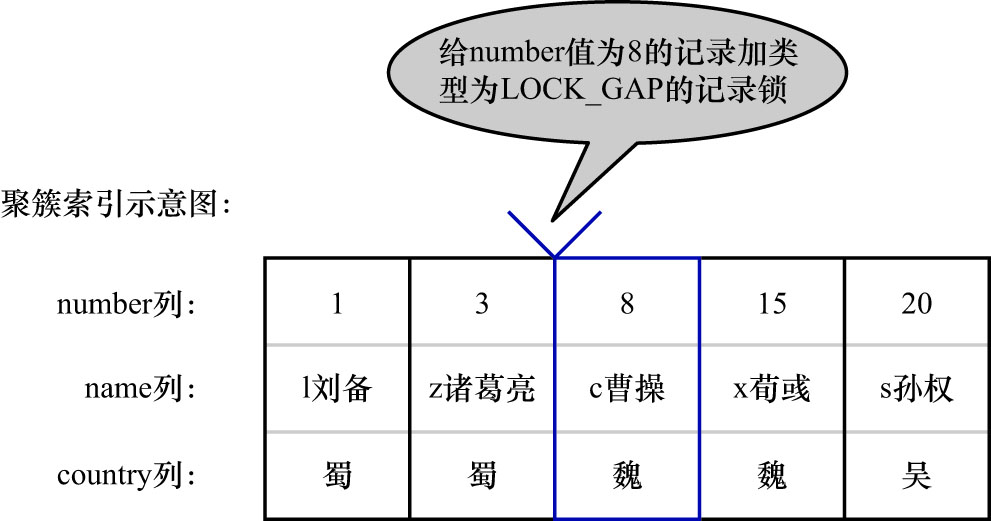 给number值为8的记录加类
型为LOCK_GAP的记录锁
聚簇索引示意图：
number列： 1 3 8 15 20
name列： l刘备 z诸葛亮 c曹操 x荀彧 s孙权
country列： 蜀 蜀 魏 魏 吴